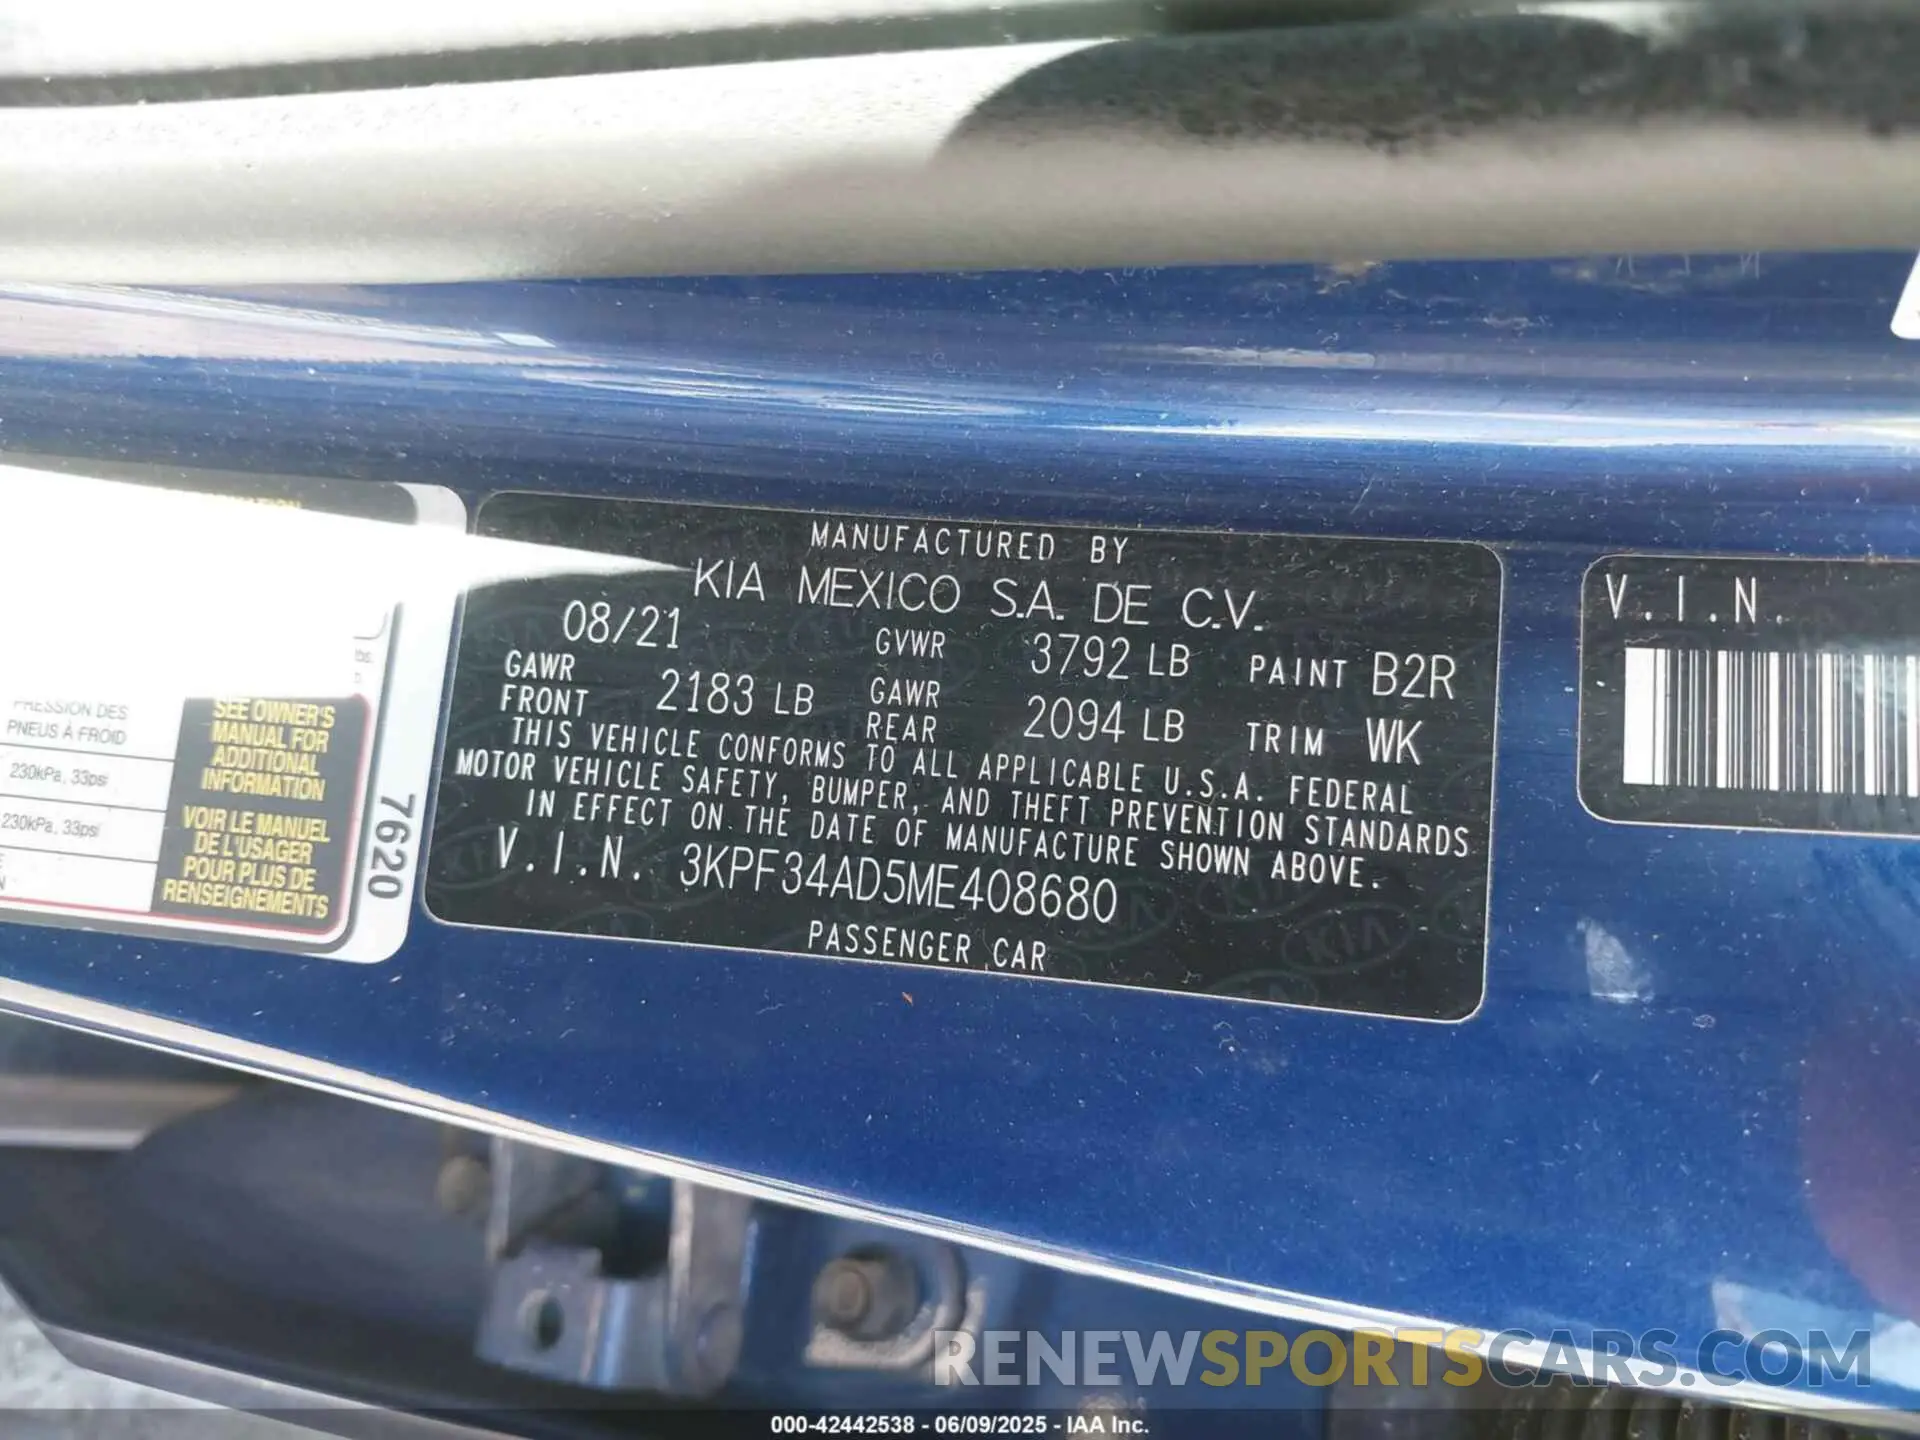 MANUFACTURED BY
KIA MEXICO S.A. DE C.V.
08/21 GVWR 3792 LB PAINT B2R
GAWR FRONT 2183 LB GAWR REAR 2094 LB TRIM WK
THIS VEHICLE CONFORMS TO ALL APPLICABLE U.S.A. FEDERAL
MOTOR VEHICLE SAFETY, BUMPER, AND THEFT PREVENTION STANDARDS
IN EFFECT ON THE DATE OF MANUFACTURE SHOWN ABOVE.
V.I.N. 3KPF34AD5ME408680
PASSENGER CAR
V.I.N.
PRESSION DES
PNEUS À FROID
230kPa, 33psi
230kPa, 33psi
SEE OWNER'S
MANUAL FOR
ADDITIONAL
INFORMATION
VOIR LE MANUEL
DE L'USAGER
POUR PLUS DE
RENSEIGNEMENTS
7620
KIA
RENEWSPORTSCARS.COM
000-42442538 - 06/09/2025 - IAA Inc.